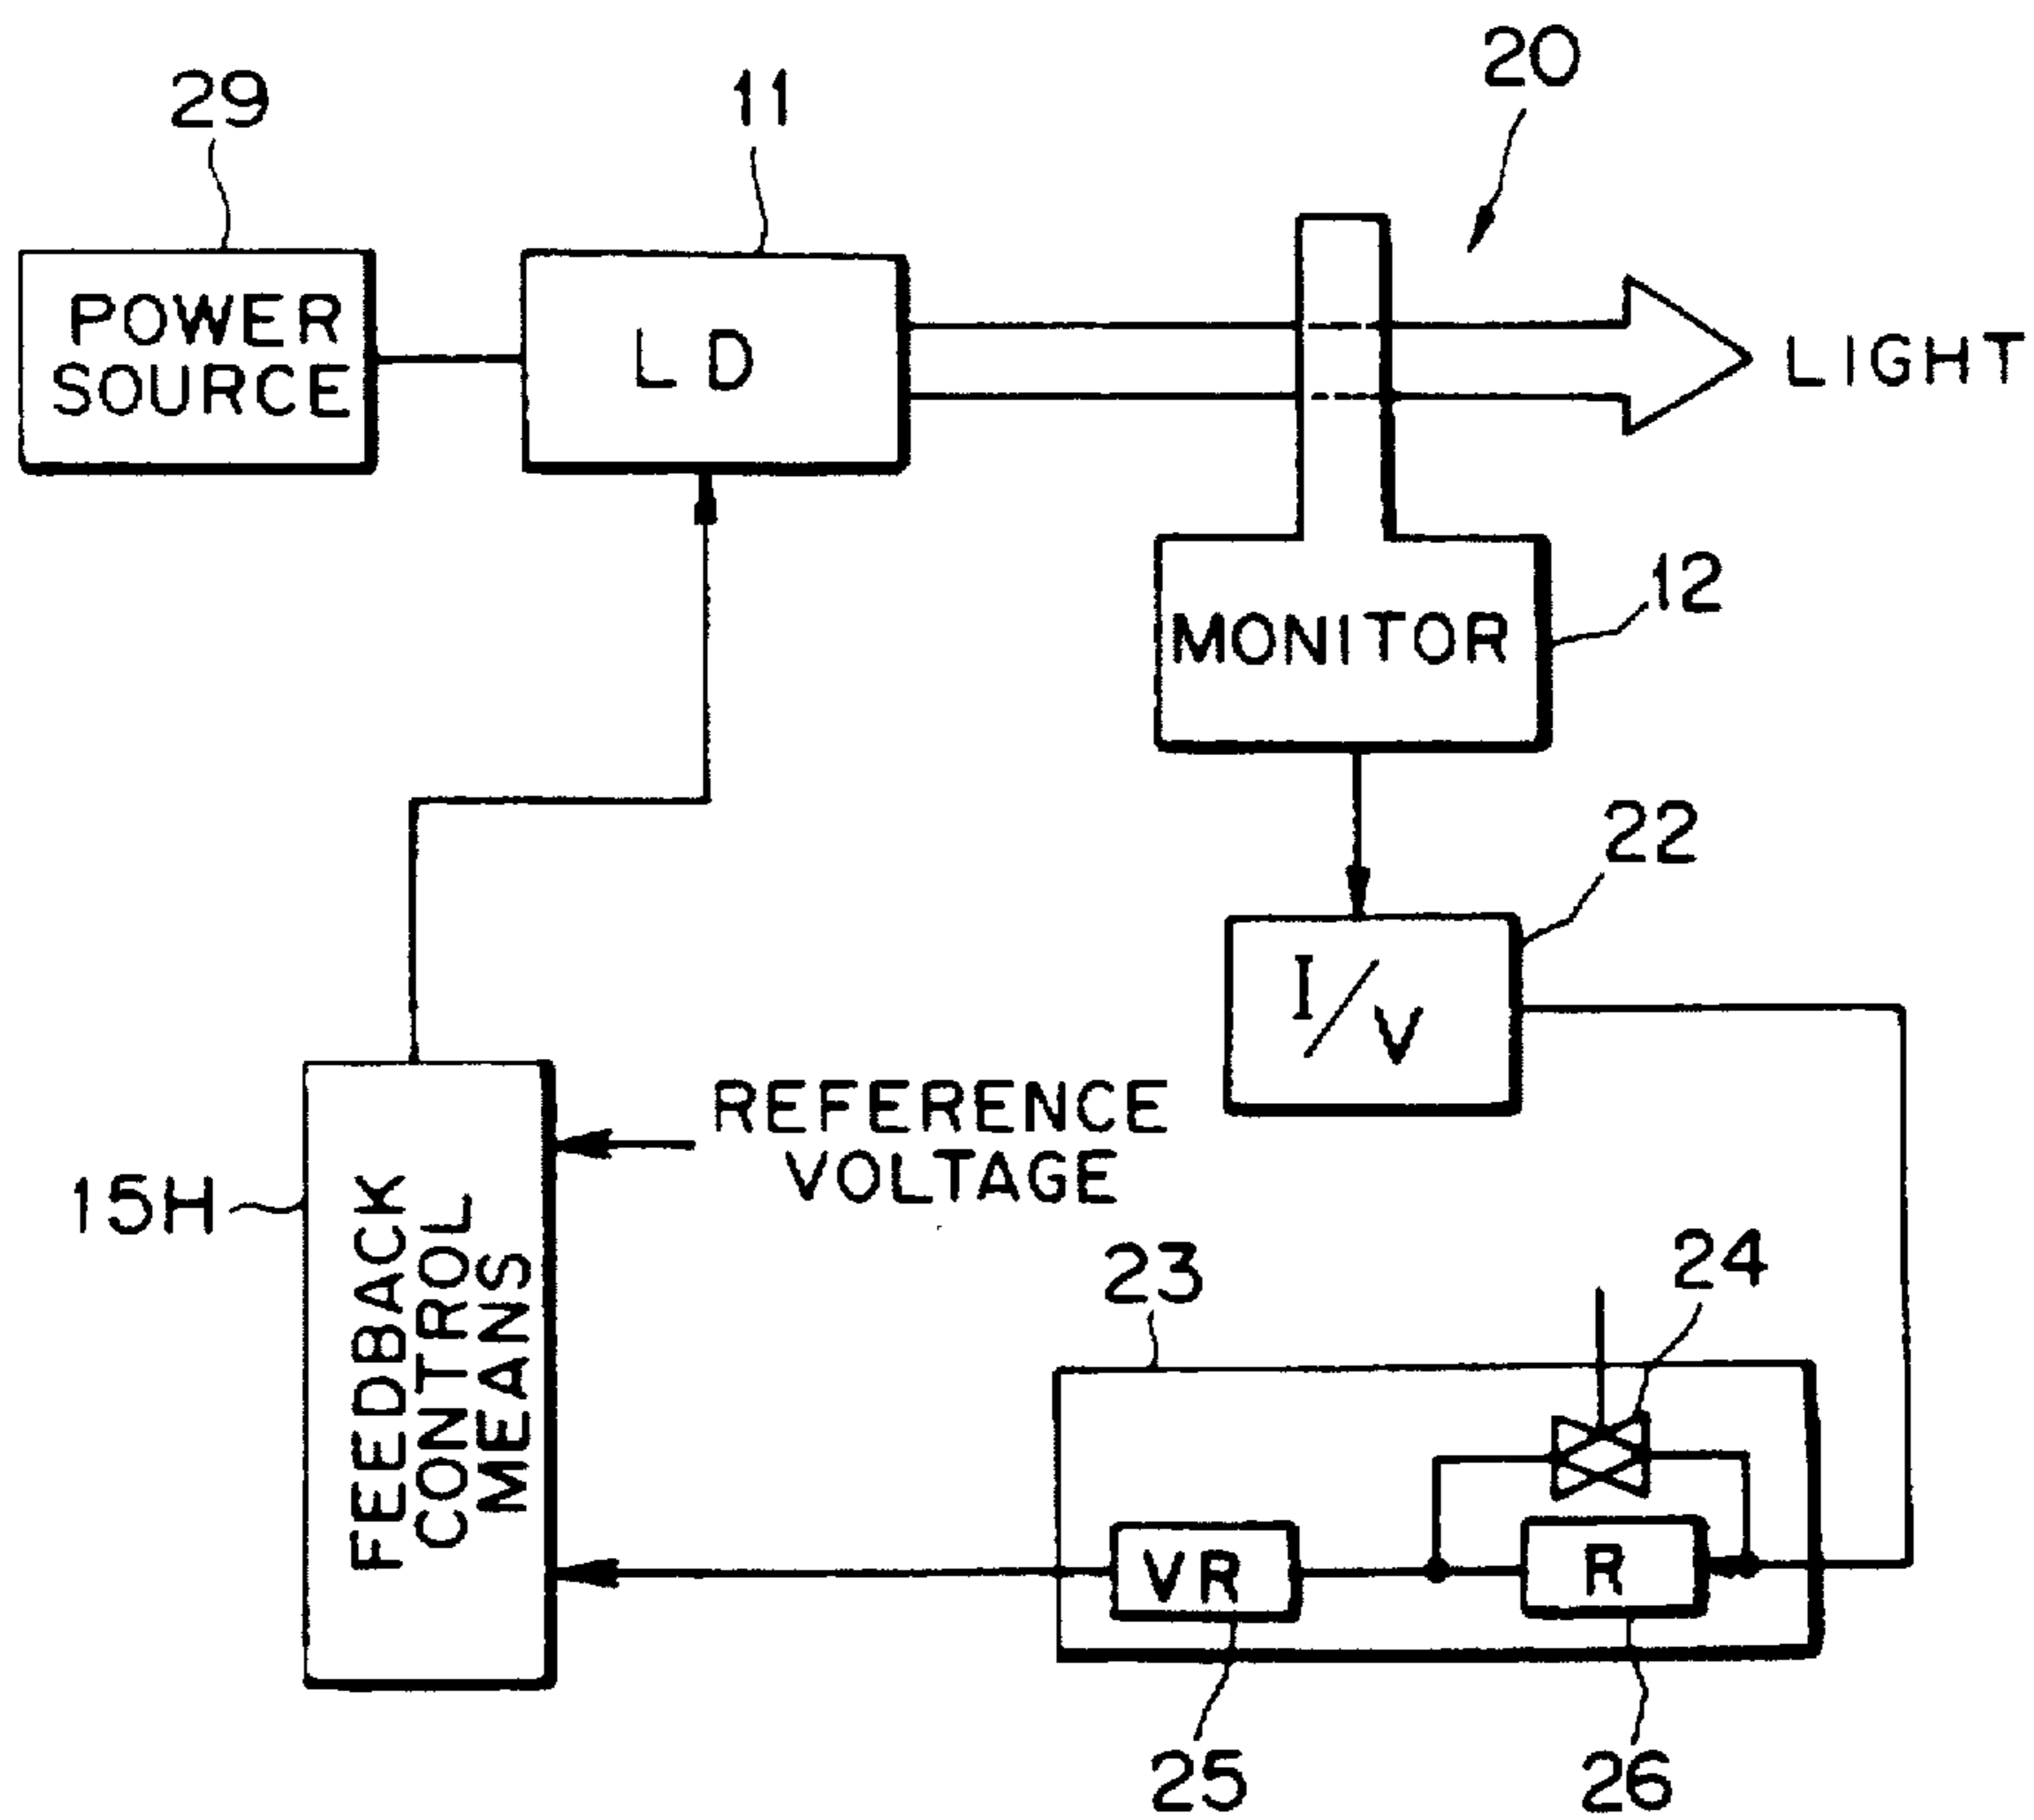 20
29
11
POWER
SOURCE
L D
LIGHT
12
MONITOR
22
I/V
REFERENCE
VOLTAGE
15H
FEEDBACK
CONTROL
MEANS
23
24
VR
R
25
26